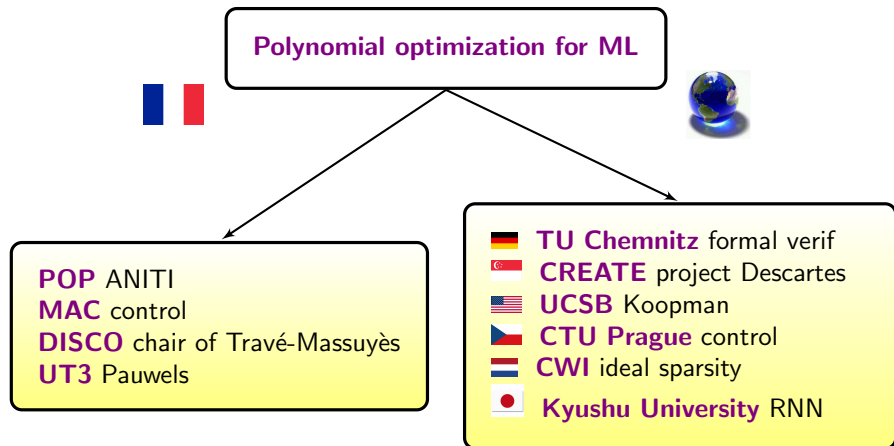 Polynomial optimization for ML
POP ANITI
MAC control
DISCO chair of Travé-Massuyès
UT3 Pauwels
TU Chemnitz formal verif
CREATE project Descartes
UCSB Koopman
CTU Prague control
CWI ideal sparsity
Kyushu University RNN